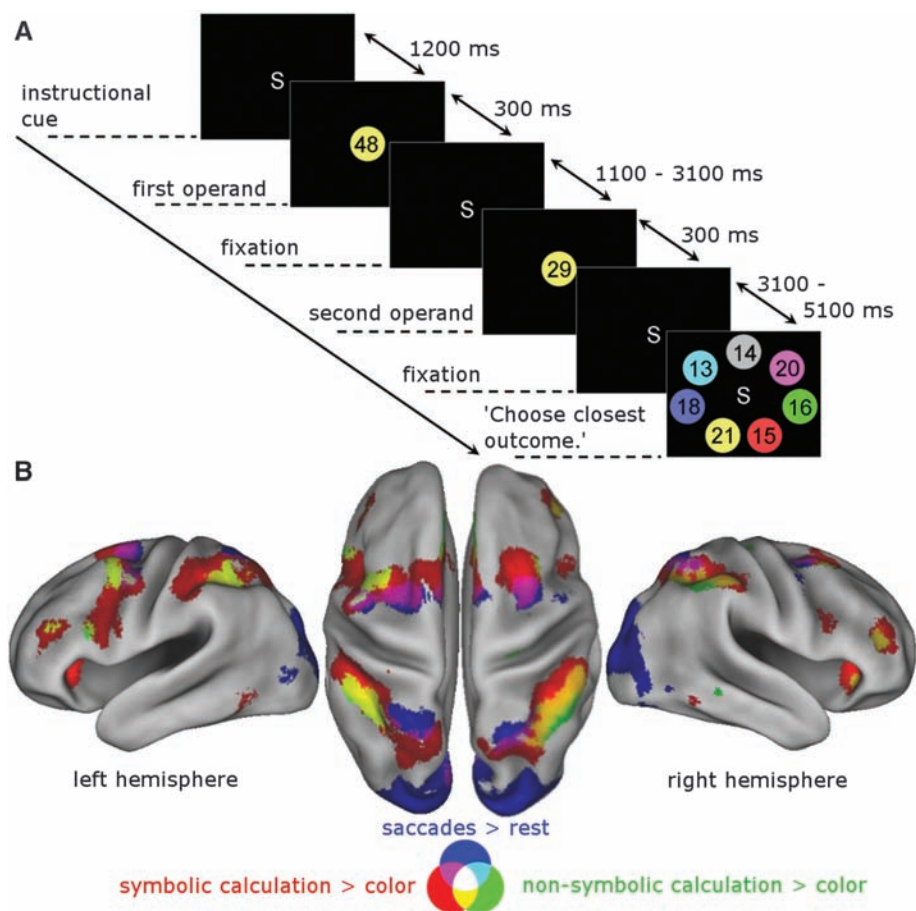 A
S
1200 ms
instructional
cue
48
300 ms
first operand
S
1100 - 3100 ms
fixation
29
300 ms
second operand
S
3100 -
5100 ms
fixation
'Choose closest
outcome.'
14
13
20
S
18
16
21
15
B
left hemisphere
right hemisphere
saccades > rest
symbolic calculation > color
non-symbolic calculation > color